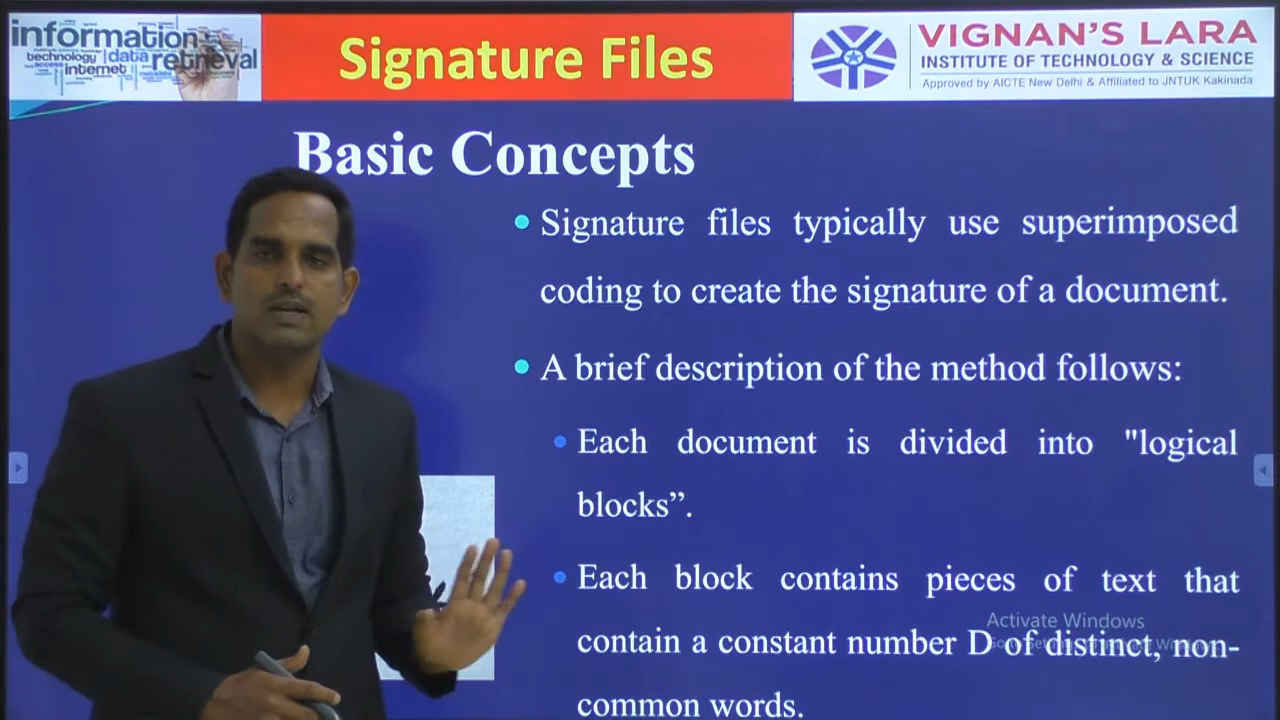 information
technology data retrieval
access internet
Signature Files
VIGNAN'S LARA
INSTITUTE OF TECHNOLOGY & SCIENCE
Approved by AICTE New Delhi & Affiliated to JNTUK Kakinada
Basic Concepts
Signature files typically use superimposed
coding to create the signature of a document.
A brief description of the method follows:
Each document is divided into "logical
blocks”.
Each block contains pieces of text that
Activate Windows
contain a constant number D of distinct, non-
common words.